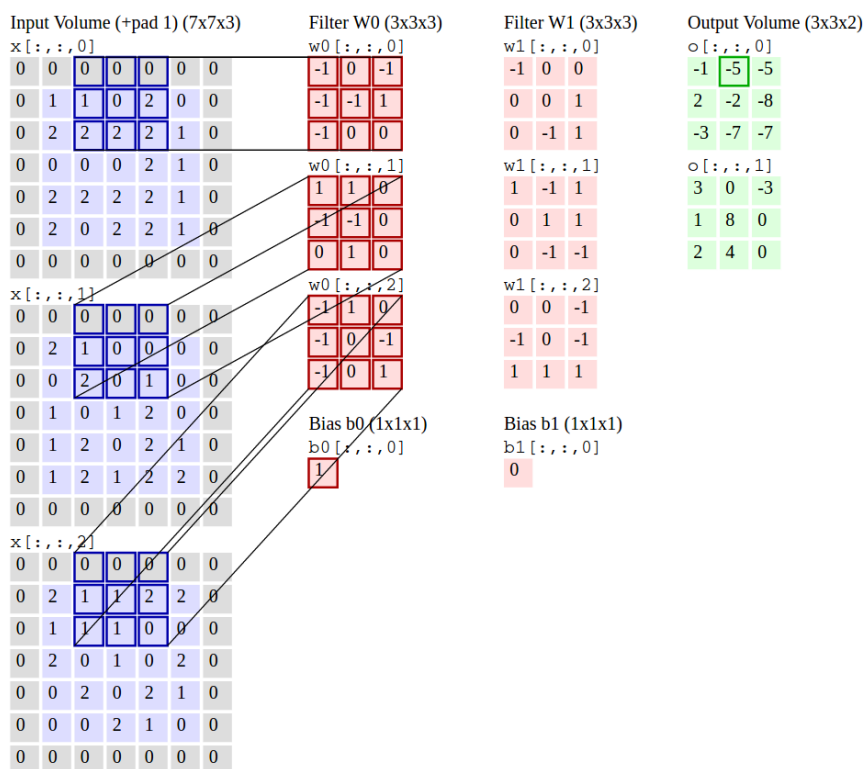 Input Volume (+pad 1) (7x7x3)
x[:,:,0]
0 0 0 0 0 0 0
0 1 1 0 2 0 0
0 2 2 2 2 1 0
0 0 0 0 2 1 0
0 2 2 2 2 1 0
0 2 0 2 2 1 0
0 0 0 0 0 0 0
x[:,:,1]
0 0 0 0 0 0 0
0 2 1 0 0 0 0
0 0 2 0 1 0 0
0 1 0 1 2 0 0
0 1 2 0 2 1 0
0 1 2 1 2 2 0
0 0 0 0 0 0 0
x[:,:,2]
0 0 0 0 0 0 0
0 2 1 1 2 2 0
0 1 1 1 0 0 0
0 2 0 1 0 2 0
0 0 2 0 2 1 0
0 0 0 2 1 0 0
0 0 0 0 0 0 0
Filter W0 (3x3x3)
w0[:,:,0]
-1 0 -1
-1 -1 1
-1 0 0
w0[:,:,1]
1 1 0
-1 -1 0
0 1 0
w0[:,:,2]
-1 1 0
-1 0 -1
-1 0 1
Bias b0 (1x1x1)
b0[:,:,0]
1
Filter W1 (3x3x3)
w1[:,:,0]
-1 0 0
0 0 1
0 -1 1
w1[:,:,1]
1 -1 1
0 1 1
0 -1 -1
w1[:,:,2]
0 0 -1
-1 0 -1
1 1 1
Bias b1 (1x1x1)
b1[:,:,0]
0
Output Volume (3x3x2)
o[:,:,0]
-1 -5 -5
2 -2 -8
-3 -7 -7
o[:,:,1]
3 0 -3
1 8 0
2 4 0